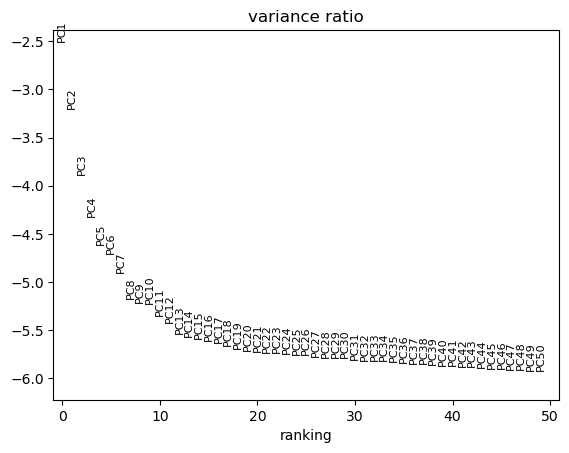 variance ratio
−2.5
−3.0
−3.5
−4.0
−4.5
−5.0
−5.5
−6.0
PC1
PC2
PC3
PC4
PC5
PC6
PC7
PC8
PC9
PC10
PC11
PC12
PC13
PC14
PC15
PC16
PC17
PC18
PC19
PC20
PC21
PC22
PC23
PC24
PC25
PC26
PC27
PC28
PC29
PC30
PC31
PC32
PC33
PC34
PC35
PC36
PC37
PC38
PC39
PC40
PC41
PC42
PC43
PC44
PC45
PC46
PC47
PC48
PC49
PC50
0 10 20 30 40 50
ranking